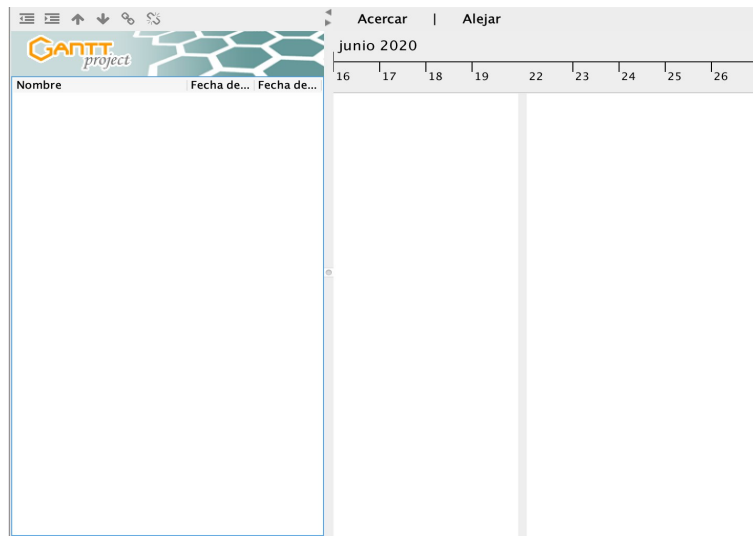 Acercar | Alejar
GANTT
project
junio 2020
16 17 18 19 22 23 24 25 26
Nombre Fecha de... Fecha de...